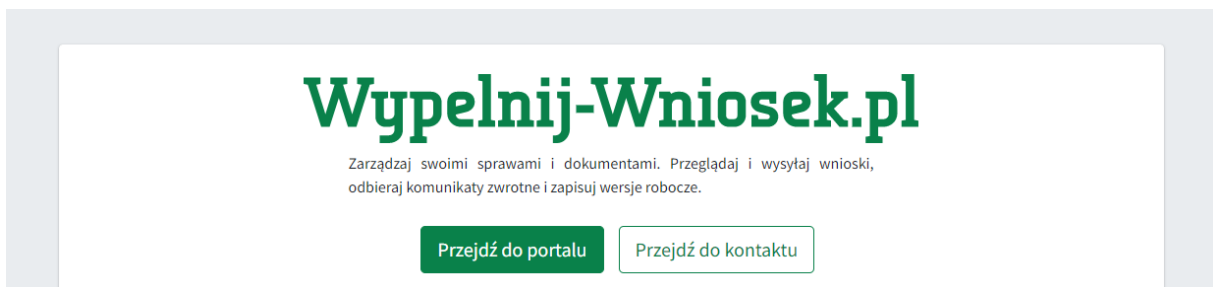 Wypelnij-Wniosek.pl
Zarządzaj swoimi sprawami i dokumentami. Przeglądaj i wysyłaj wnioski,
odbieraj komunikaty zwrotne i zapisuj wersje robocze.
Przejdź do portalu
Przejdź do kontaktu